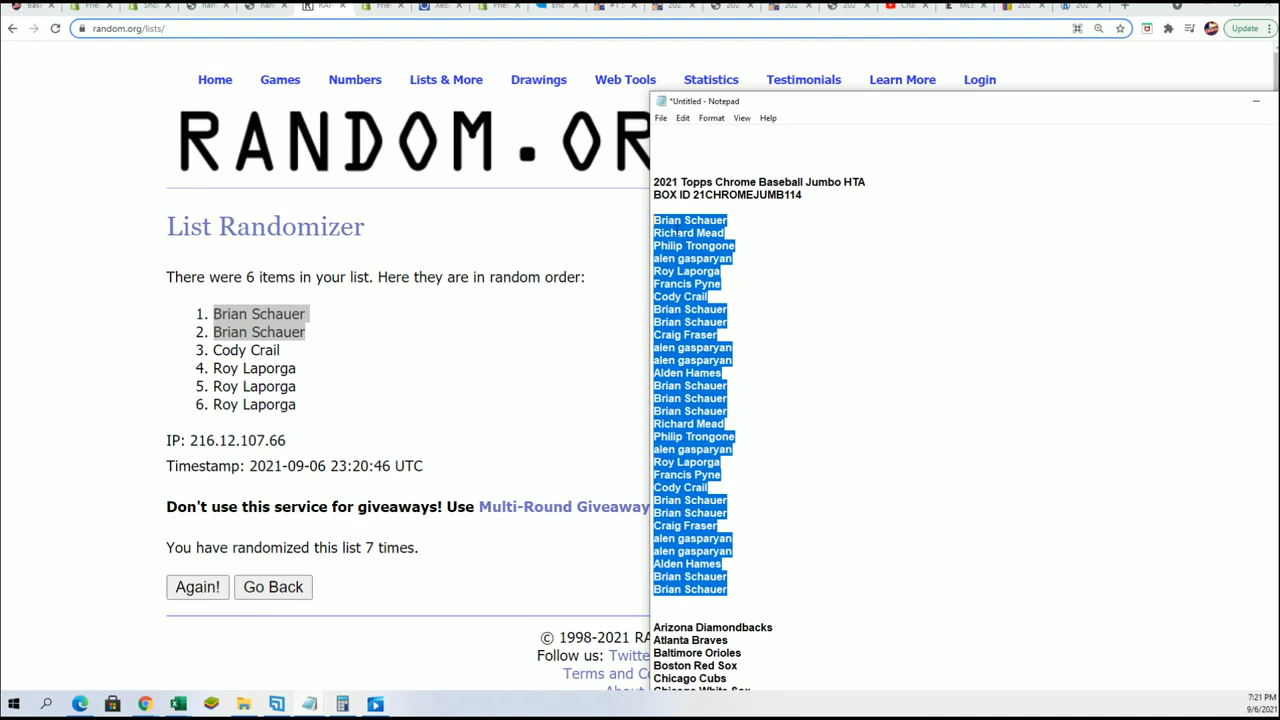 random.org/lists/
Update
Home Games Numbers Lists & More Drawings Web Tools Statistics Testimonials Learn More Login
RANDOM.OR
List Randomizer
There were 6 items in your list. Here they are in random order:
1. Brian Schauer
2. Brian Schauer
3. Cody Crail
4. Roy Laporga
5. Roy Laporga
6. Roy Laporga
IP: 216.12.107.66
Timestamp: 2021-09-06 23:20:46 UTC
Don't use this service for giveaways! Use Multi-Round Giveaway
You have randomized this list 7 times.
Again! Go Back
© 1998-2021 RA
Follow us: Twitte
Terms and Co
*Untitled - Notepad
File Edit Format View Help
2021 Topps Chrome Baseball Jumbo HTA
BOX ID 21CHROMEJUMB114
Brian Schauer
Richard Mead
Philip Trongone
alen gasparyan
Roy Laporga
Francis Pyne
Cody Crail
Brian Schauer
Brian Schauer
Craig Fraser
alen gasparyan
alen gasparyan
Alden Hames
Brian Schauer
Brian Schauer
Brian Schauer
Richard Mead
Philip Trongone
alen gasparyan
Roy Laporga
Francis Pyne
Cody Crail
Brian Schauer
Brian Schauer
Craig Fraser
alen gasparyan
alen gasparyan
Alden Hames
Brian Schauer
Brian Schauer
Arizona Diamondbacks
Atlanta Braves
Baltimore Orioles
Boston Red Sox
Chicago Cubs
Chicago White Sox
7:21 PM
9/6/2021